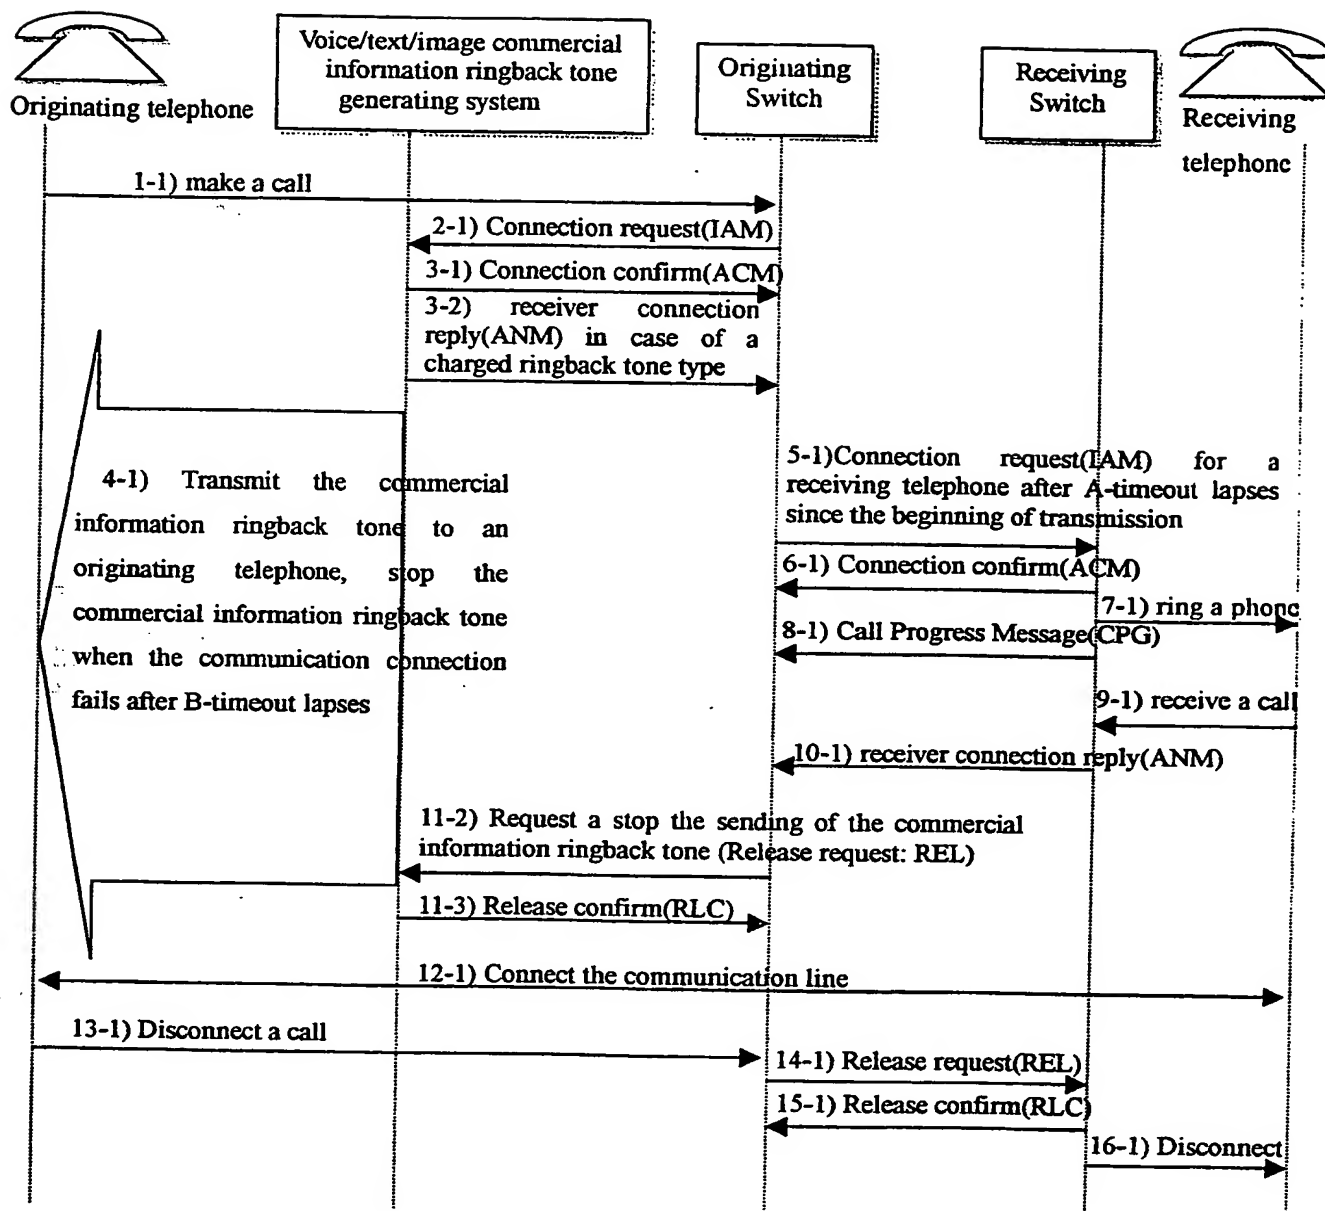 Originating telephone
Voice/text/image commercial
information ringback tone
generating system
Originating
Switch
Receiving
Switch
Receiving
telephone
1-1) make a call
2-1) Connection request(IAM)
3-1) Connection confirm(ACM)
3-2) receiver connection
reply(ANM) in case of a
charged ringback tone type
4-1) Transmit the commercial
information ringback tone to an
originating telephone, stop the
commercial information ringback tone
when the communication connection
fails after B-timeout lapses
5-1)Connection request(IAM) for a
receiving telephone after A-timeout lapses
since the beginning of transmission
6-1) Connection confirm(ACM)
7-1) ring a phone
8-1) Call Progress Message(CPG)
9-1) receive a call
10-1) receiver connection reply(ANM)
11-2) Request a stop the sending of the commercial
information ringback tone (Release request: REL)
11-3) Release confirm(RLC)
12-1) Connect the communication line
13-1) Disconnect a call
14-1) Release request(REL)
15-1) Release confirm(RLC)
16-1) Disconnect